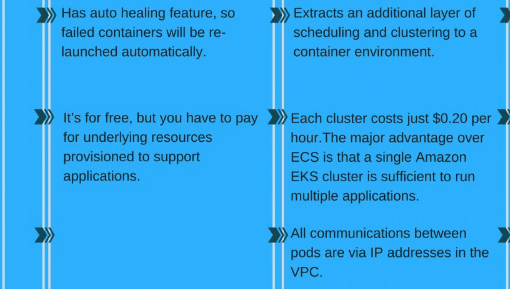 Has auto healing feature, so
failed containers will be re-
launched automatically.
Extracts an additional layer of
scheduling and clustering to a
container environment.
It's for free, but you have to pay
for underlying resources
provisioned to support
applications.
Each cluster costs just $0.20 per
hour.The major advantage over
ECS is that a single Amazon
EKS cluster is sufficient to run
multiple applications.
All communications between
pods are via IP addresses in the
VPC.